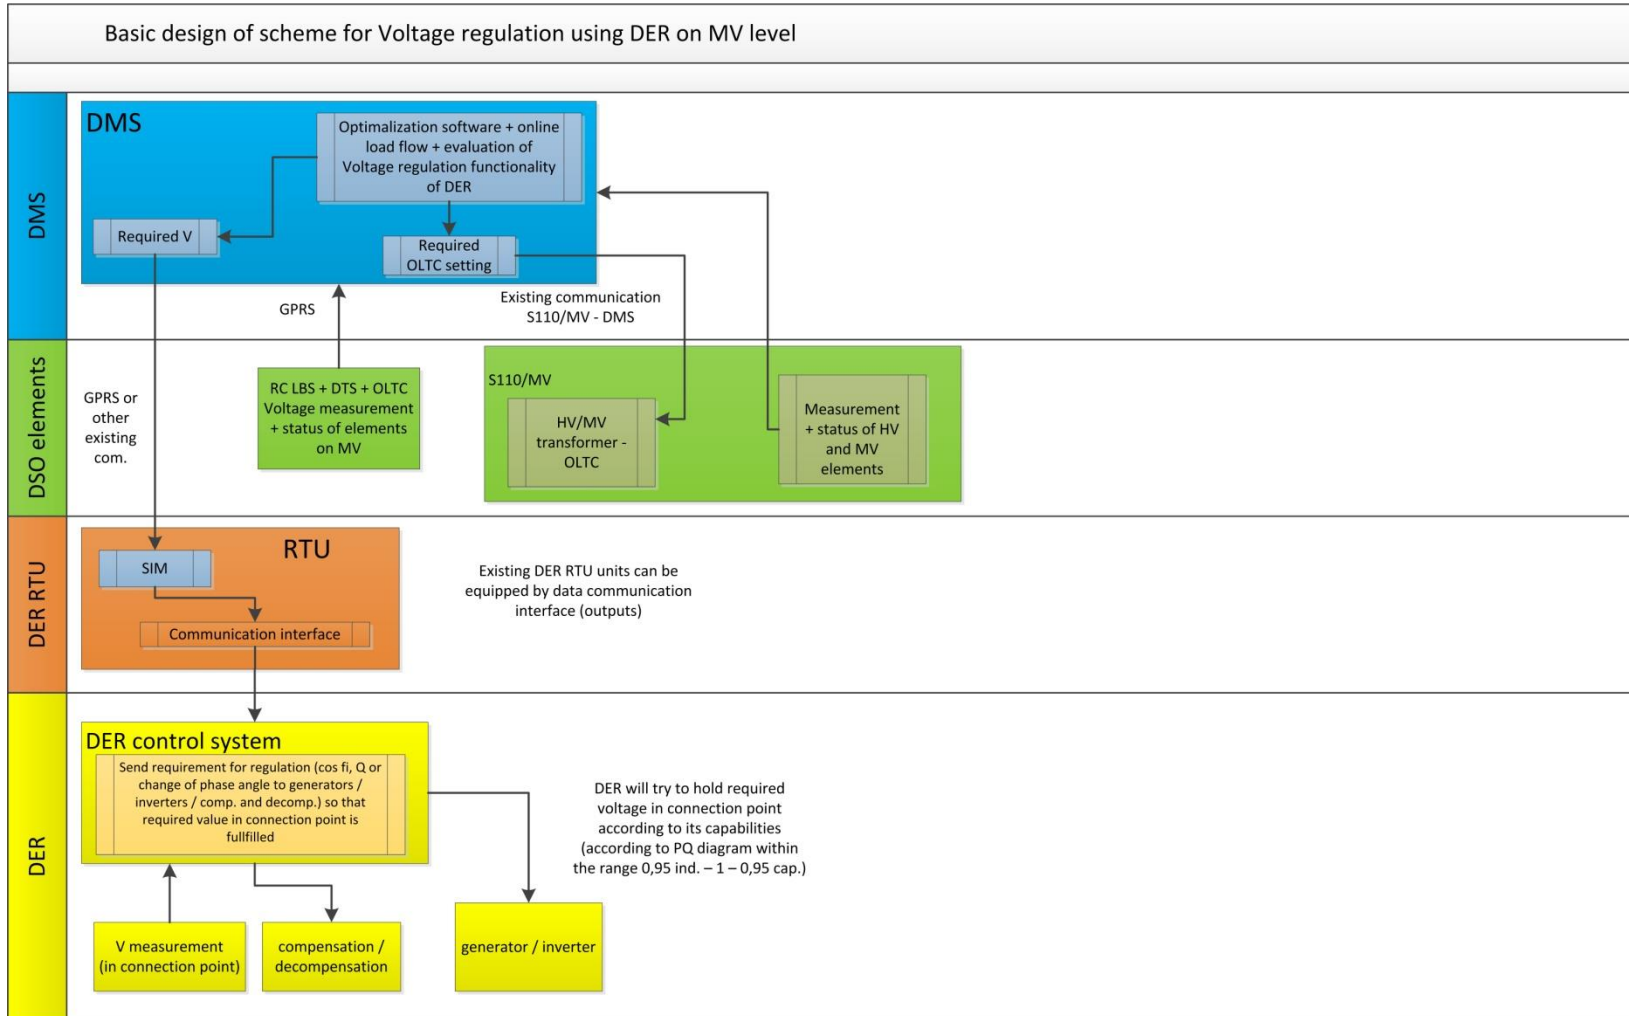 Basic design of scheme for Voltage regulation using DER on MV level
DMS
DMS
Optimalization software + online
load flow + evaluation of
Voltage regulation functionality
of DER
Required V
Required
OLTC setting
GPRS
Existing communication
S110/MV - DMS
DSO elements
GPRS or
other
existing
com.
RC LBS + DTS + OLTC
Voltage measurement
+ status of elements
on MV
S110/MV
HV/MV
transformer -
OLTC
Measurement
+ status of HV
and MV
elements
DER RTU
RTU
SIM
Communication interface
Existing DER RTU units can be
equipped by data communication
interface (outputs)
DER
DER control system
Send requirement for regulation (cos fi, Q or
change of phase angle to generators /
inverters / comp. and decomp.) so that
required value in connection point is
fullfilled
DER will try to hold required
voltage in connection point
according to its capabilities
(according to PQ diagram within
the range 0,95 ind. – 1 – 0,95 cap.)
V measurement
(in connection point)
compensation /
decompensation
generator / inverter